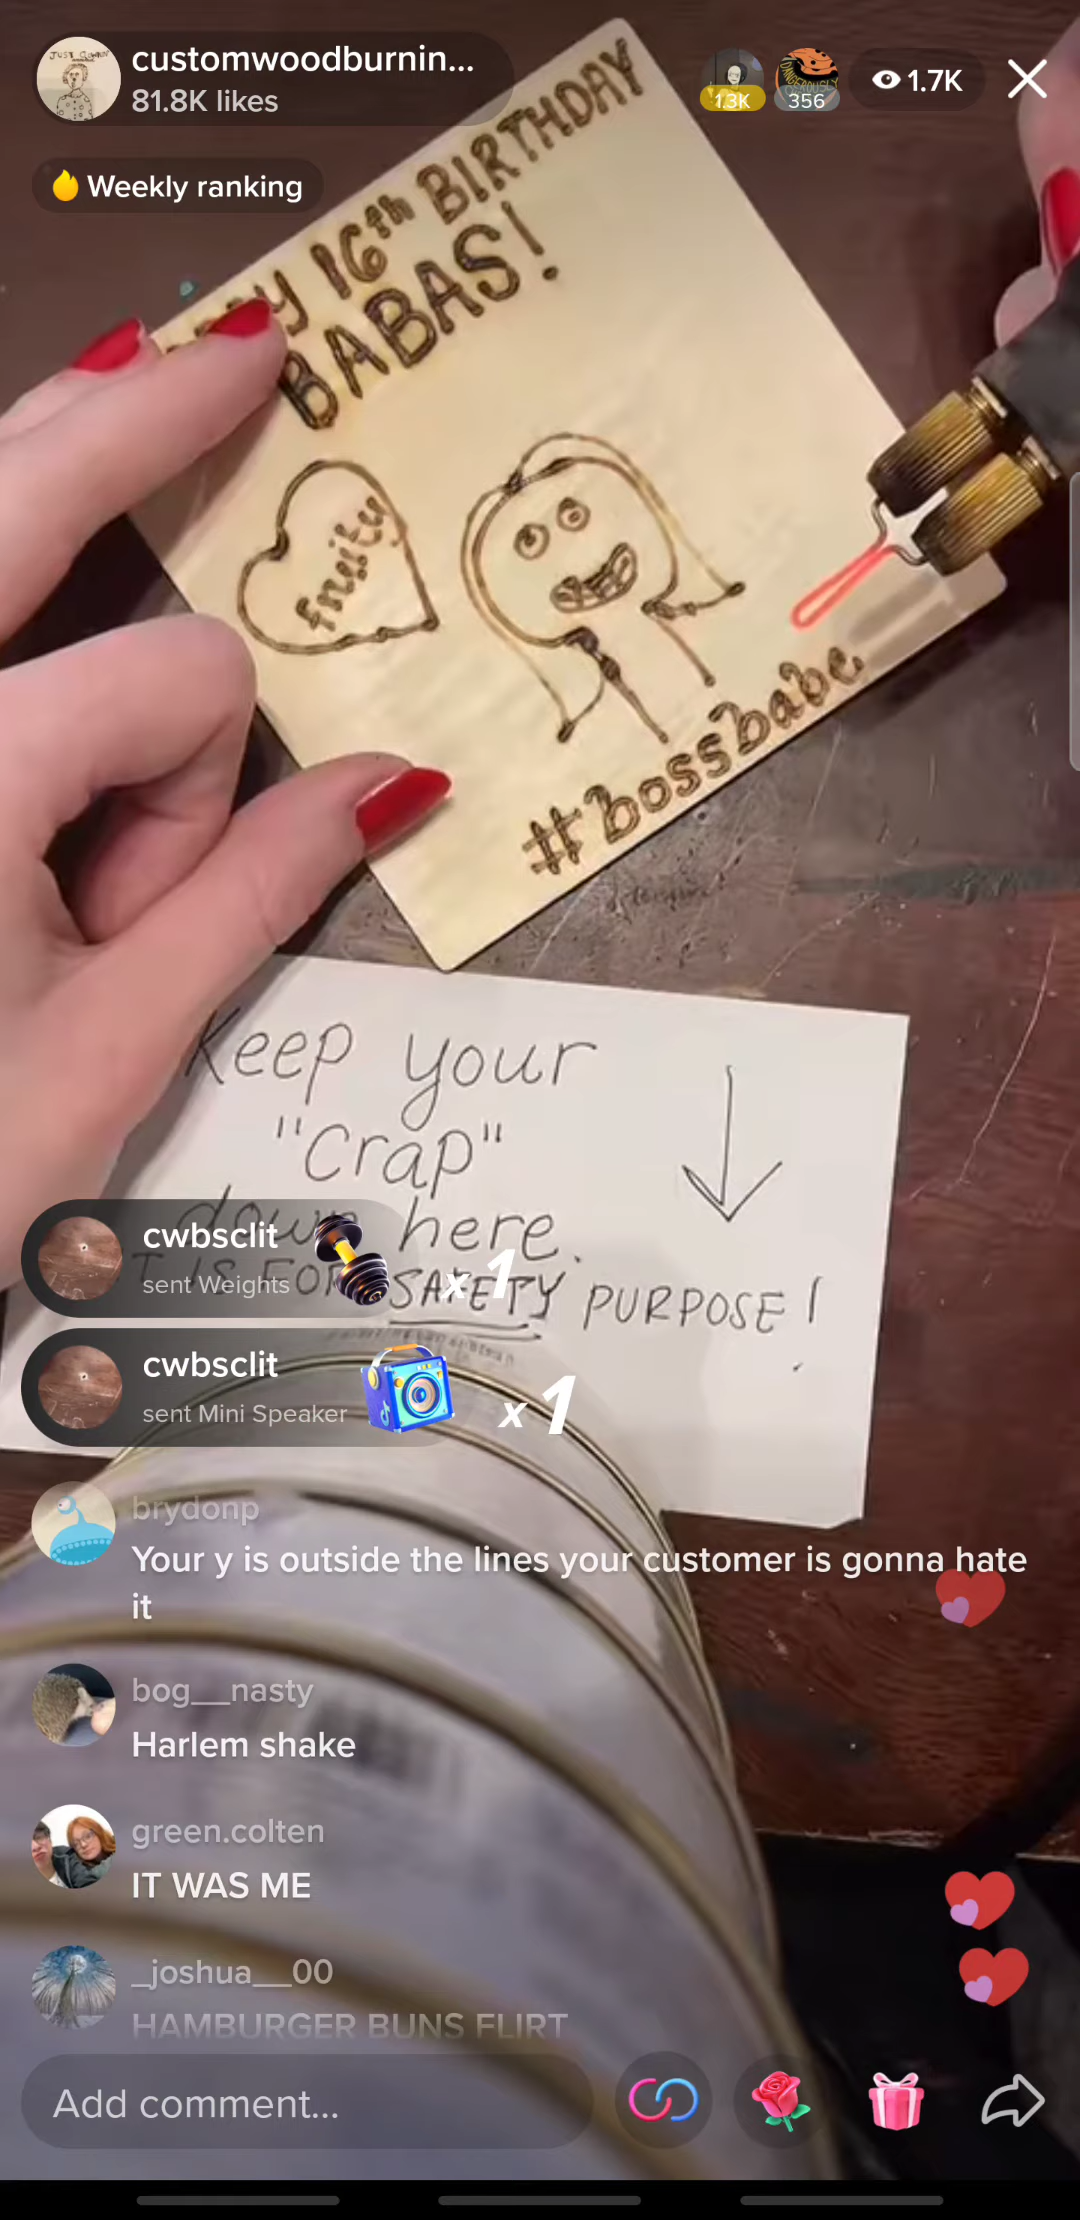 customwoodburnin...
81.8K likes
1.3K
356
1.7K
Weekly ranking
16th BIRTHDAY
BABAS!
fruity
#bossbabe
Keep your
"Crap"
down here.
IS FOR SAFETY PURPOSE!
cwbsclit
sent Weights
x1
cwbsclit
sent Mini Speaker
x1
brydonp
Your y is outside the lines your customer is gonna hate
it
bog__nasty
Harlem shake
green.colten
IT WAS ME
_joshua__00
HAMBURGER BUNS FLIRT
Add comment...